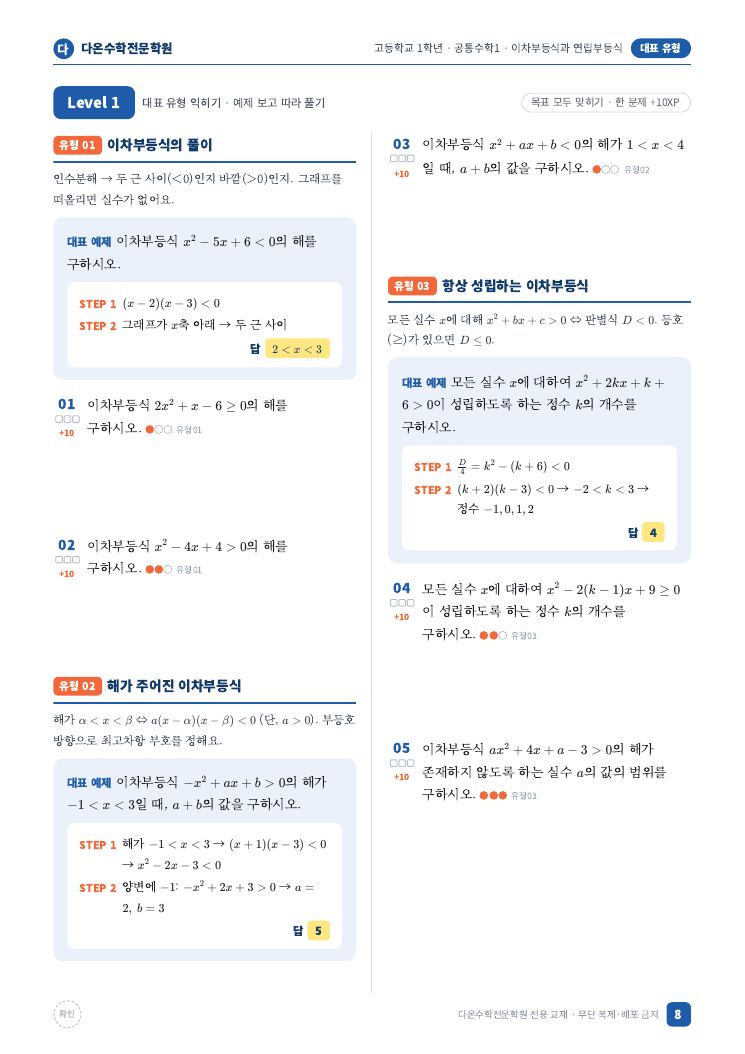 다 다온수학전문학원
고등학교 1학년 · 공통수학1 · 이차부등식과 연립부등식 대표 유형
Level 1 대표 유형 익히기 · 예제 보고 따라 풀기
목표 모두 맞히기 · 한 문제 +10XP
유형 01 이차부등식의 풀이
인수분해 → 두 근 사이(<0)인지 바깥(>0)인지. 그래프를
떠올리면 실수가 없어요.
대표 예제 이차부등식 x² − 5x + 6 < 0의 해를
구하시오.
STEP 1 (x − 2)(x − 3) < 0
STEP 2 그래프가 x축 아래 → 두 근 사이
답 2 < x < 3
01 이차부등식 2x² + x − 6 ≥ 0의 해를
+10 구하시오. ●○○ 유형01
02 이차부등식 x² − 4x + 4 > 0의 해를
+10 구하시오. ●●○ 유형01
유형 02 해가 주어진 이차부등식
해가 α < x < β ⇔ a(x − α)(x − β) < 0 (단, a > 0). 부등호
방향으로 최고차항 부호를 정해요.
대표 예제 이차부등식 −x² + ax + b > 0의 해가
−1 < x < 3일 때, a + b의 값을 구하시오.
STEP 1 해가 −1 < x < 3 → (x + 1)(x − 3) < 0
→ x² − 2x − 3 < 0
STEP 2 양변에 −1: −x² + 2x + 3 > 0 → a =
2, b = 3
답 5
03 이차부등식 x² + ax + b < 0의 해가 1 < x < 4
+10 일 때, a + b의 값을 구하시오. ●○○ 유형02
유형 03 항상 성립하는 이차부등식
모든 실수 x에 대해 x² + bx + c > 0 ⇔ 판별식 D < 0. 등호
(≥)가 있으면 D ≤ 0.
대표 예제 모든 실수 x에 대하여 x² + 2kx + k +
6 > 0이 성립하도록 하는 정수 k의 개수를
구하시오.
STEP 1 D/4 = k² − (k + 6) < 0
STEP 2 (k + 2)(k − 3) < 0 → −2 < k < 3 →
정수 −1, 0, 1, 2
답 4
04 모든 실수 x에 대하여 x² − 2(k − 1)x + 9 ≥ 0
+10 이 성립하도록 하는 정수 k의 개수를
구하시오. ●●○ 유형03
05 이차부등식 ax² + 4x + a − 3 > 0의 해가
+10 존재하지 않도록 하는 실수 a의 값의 범위를
구하시오. ●●● 유형03
확인
다온수학전문학원 전용 교재 · 무단 복제·배포 금지 8